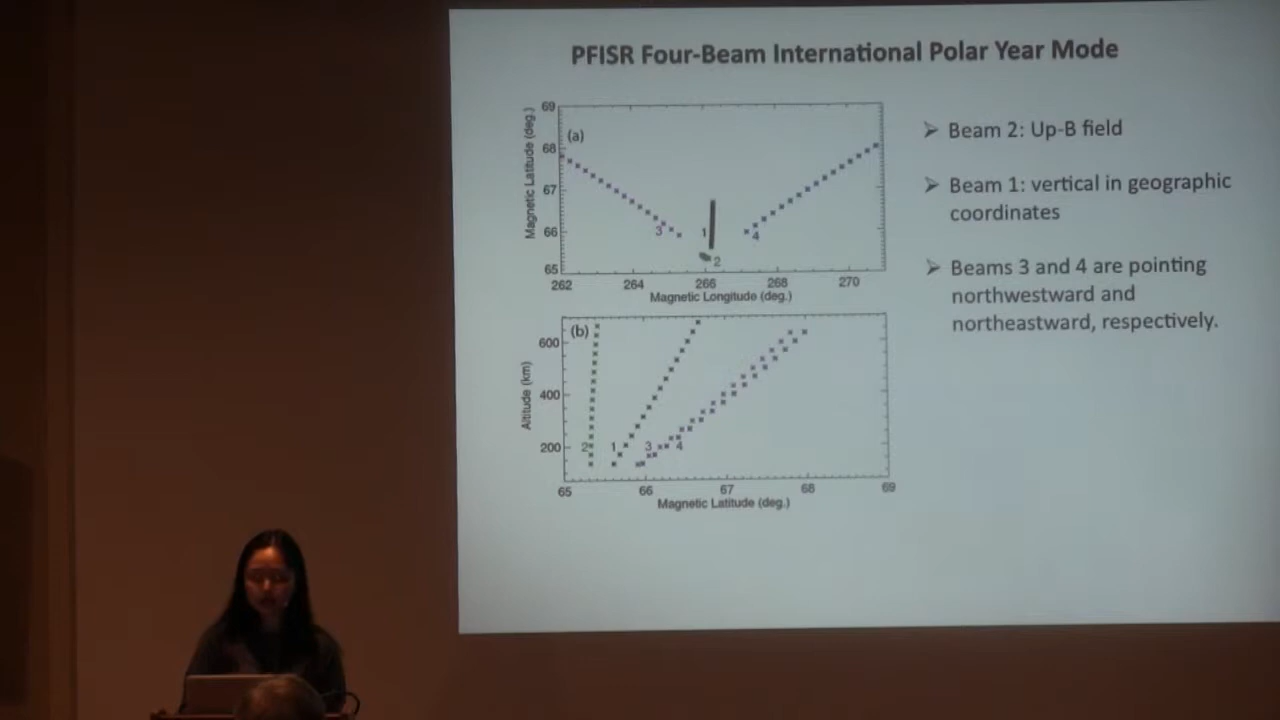 PFISR Four-Beam International Polar Year Mode
69
68
67
66
65
Magnetic Latitude (deg.)
(a)
3
1
4
2
262 264 266 268 270
Magnetic Longitude (deg.)
(b)
600
400
200
Altitude (km)
2 1 3 4
65 66 67 68 69
Magnetic Latitude (deg.)
➢ Beam 2: Up-B field
➢ Beam 1: vertical in geographic
coordinates
➢ Beams 3 and 4 are pointing
northwestward and
northeastward, respectively.